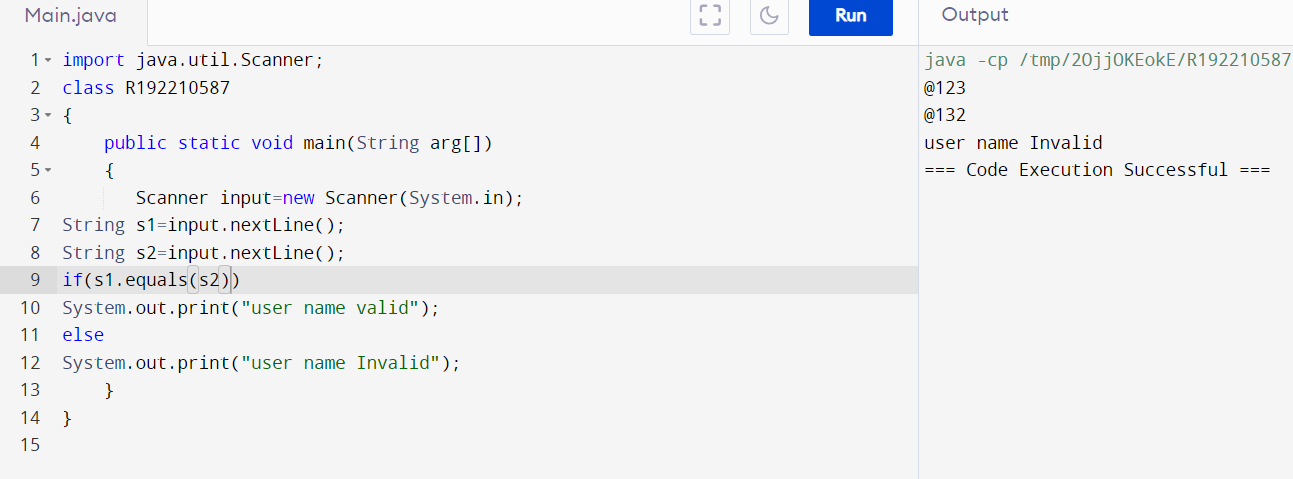 Main.java
Run
Output
1 import java.util.Scanner;
2 class R192210587
3 {
4 public static void main(String arg[])
5 {
6 Scanner input=new Scanner(System.in);
7 String s1=input.nextLine();
8 String s2=input.nextLine();
9 if(s1.equals(s2))
10 System.out.print("user name valid");
11 else
12 System.out.print("user name Invalid");
13 }
14 }
15
java -cp /tmp/2OjjOKEokE/R192210587
@123
@132
user name Invalid
=== Code Execution Successful ===